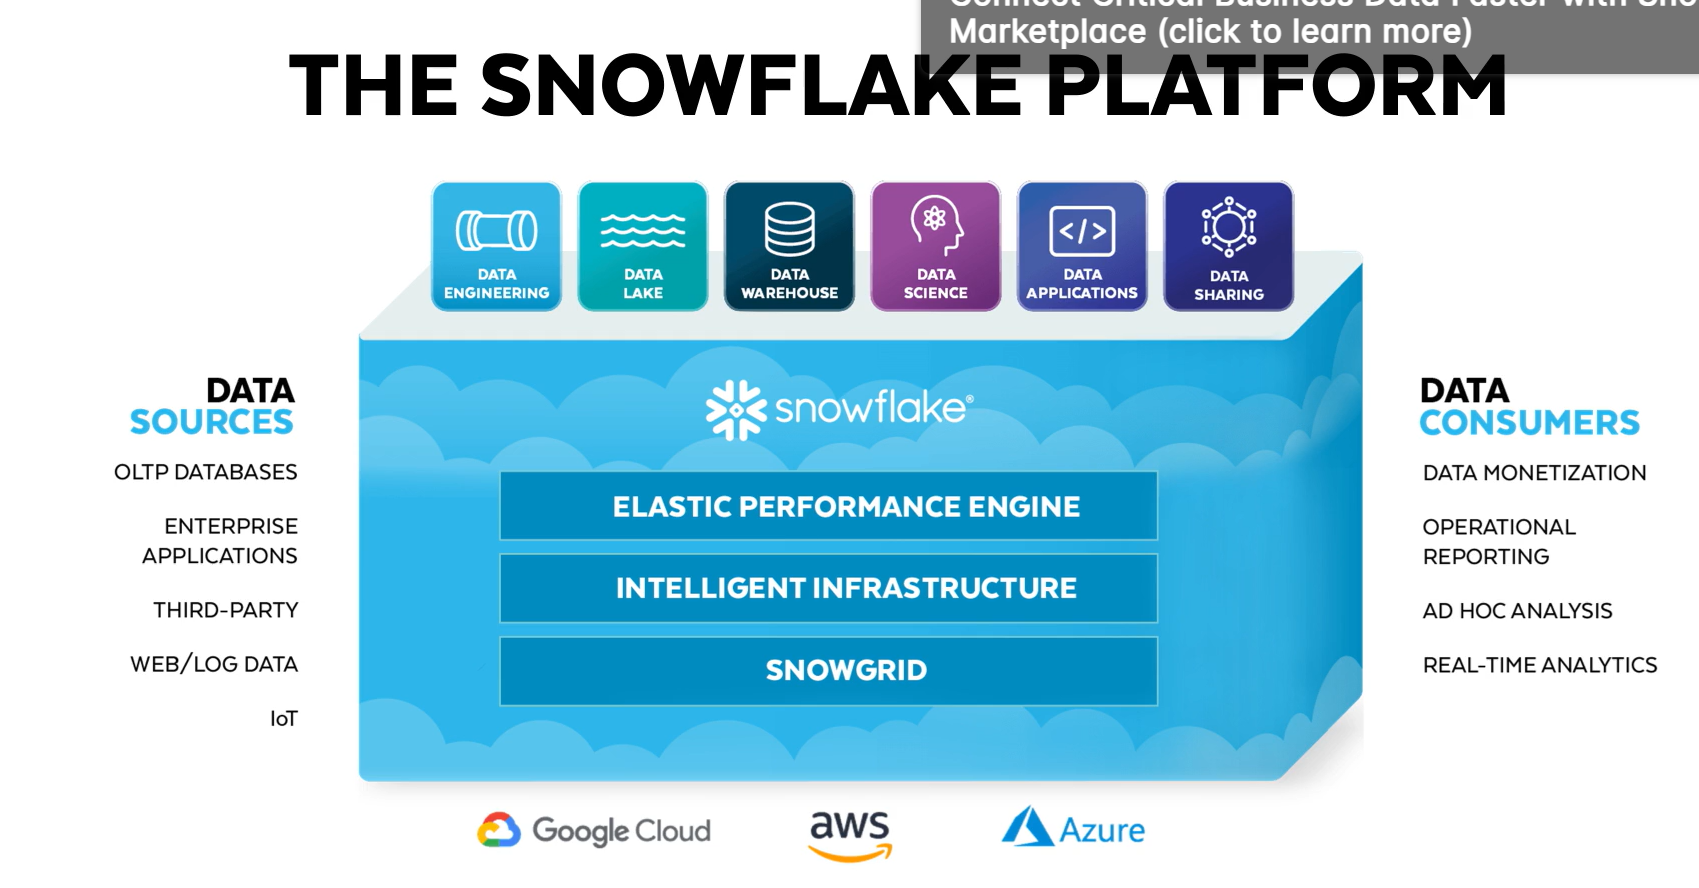 Marketplace (click to learn more)
THE SNOWFLAKE PLATFORM
DATA
ENGINEERING
DATA
LAKE
DATA
WAREHOUSE
DATA
SCIENCE
</>
DATA
APPLICATIONS
DATA
SHARING
DATA
SOURCES
OLTP DATABASES
ENTERPRISE
APPLICATIONS
THIRD-PARTY
WEB/LOG DATA
IoT
snowflake®
ELASTIC PERFORMANCE ENGINE
INTELLIGENT INFRASTRUCTURE
SNOWGRID
DATA
CONSUMERS
DATA MONETIZATION
OPERATIONAL
REPORTING
AD HOC ANALYSIS
REAL-TIME ANALYTICS
Google Cloud
aws
Azure